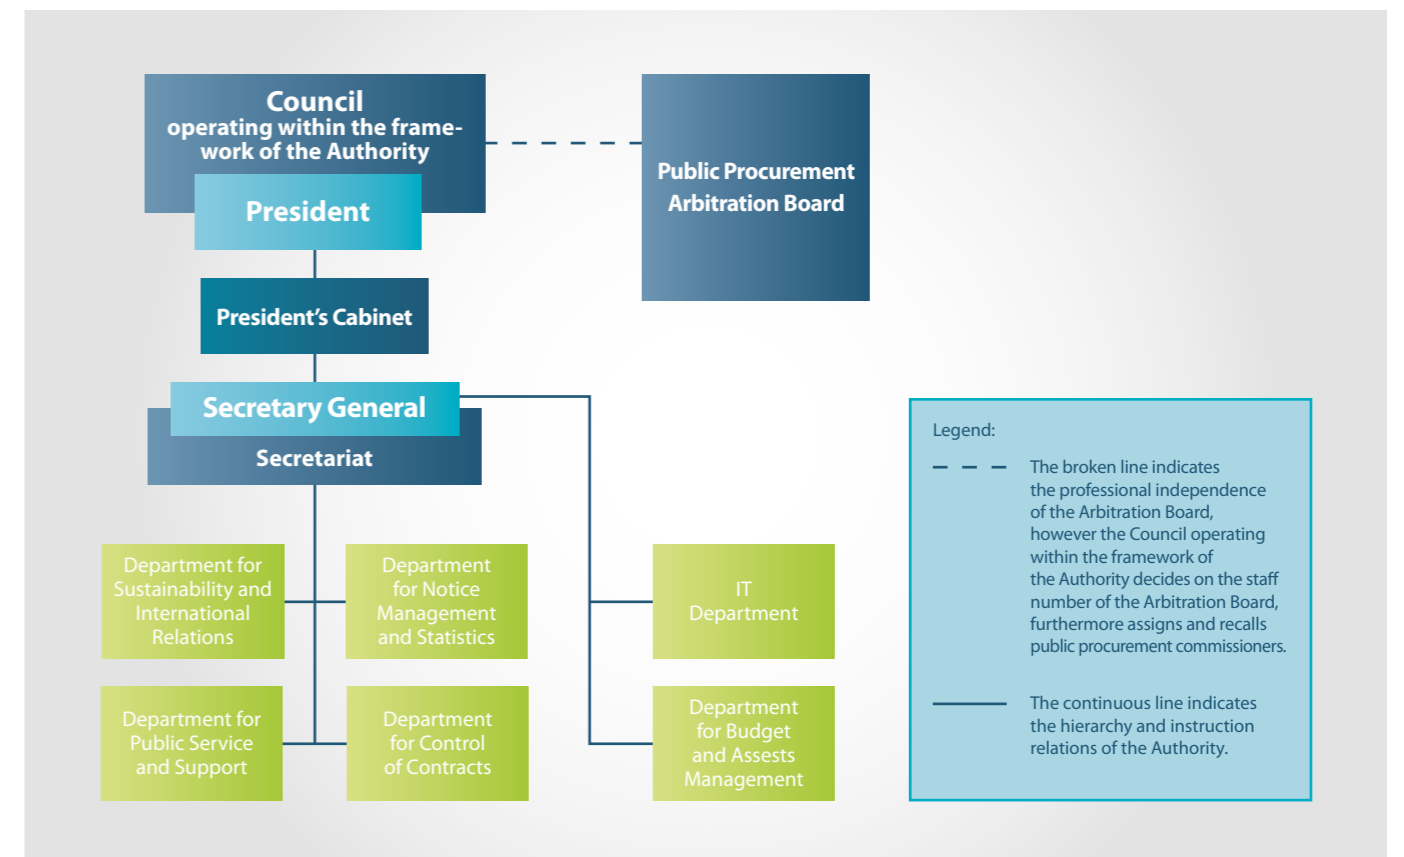 Council
operating within the frame-
work of the Authority
President
Public Procurement
Arbitration Board
President’s Cabinet
Secretary General
Secretariat
Department for
Sustainability and
International
Relations
Department
for Notice
Management
and Statistics
IT
Department
Department for
Public Service
and Support
Department
for Control
of Contracts
Department
for Budget
and Assests
Management
Legend:
The broken line indicates
the professional independence
of the Arbitration Board,
however the Council operating
within the framework of
the Authority decides on the staff
number of the Arbitration Board,
furthermore assigns and recalls
public procurement commissioners.
The continuous line indicates
the hierarchy and instruction
relations of the Authority.